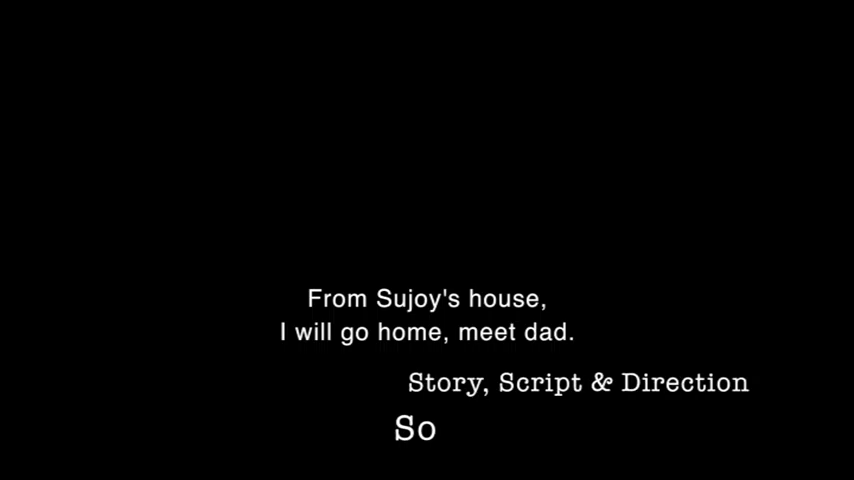 From Sujoy's house,
I will go home, meet dad.
Story, Script & Direction
So